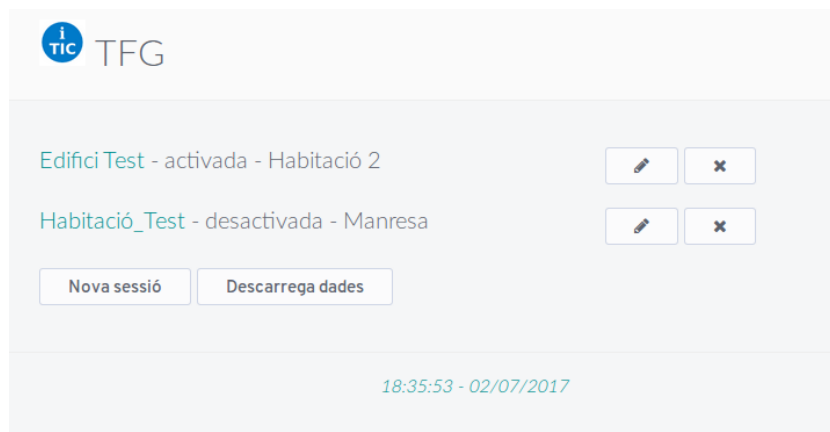 i
TIC
TFG
Edifici Test - activada - Habitació 2
Habitació_Test - desactivada - Manresa
Nova sessió Descarrega dades
18:35:53 - 02/07/2017